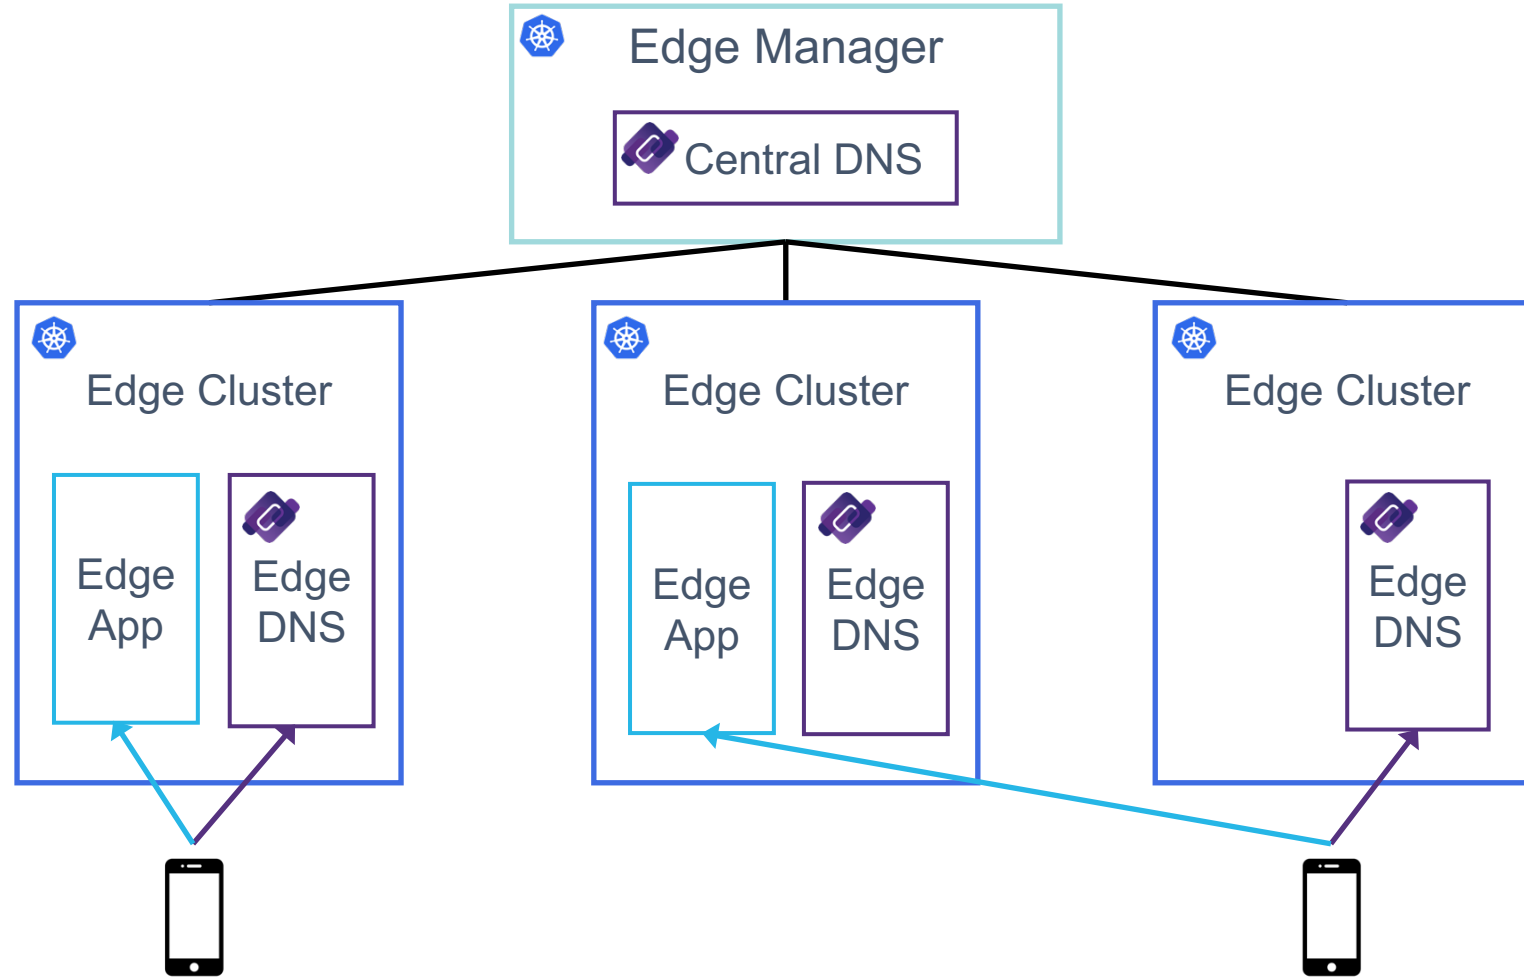 Edge Manager
Central DNS
Edge Cluster
Edge
App
Edge
DNS
Edge Cluster
Edge
App
Edge
DNS
Edge Cluster
Edge
DNS